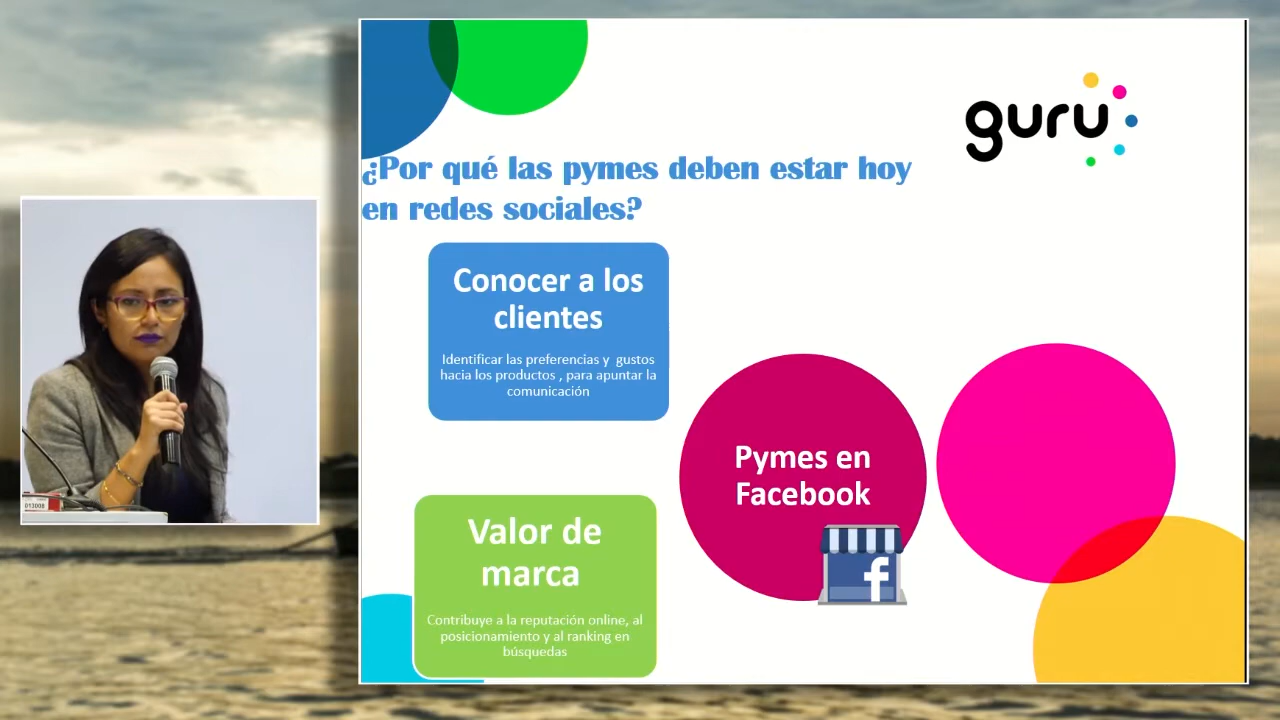 guru
¿Por qué las pymes deben estar hoy
en redes sociales?
Conocer a los
clientes
Identificar las preferencias y gustos
hacia los productos , para apuntar la
comunicación
Pymes en
Facebook
f
Valor de
marca
Contribuye a la reputación online, al
posicionamiento y al ranking en
búsquedas
013008